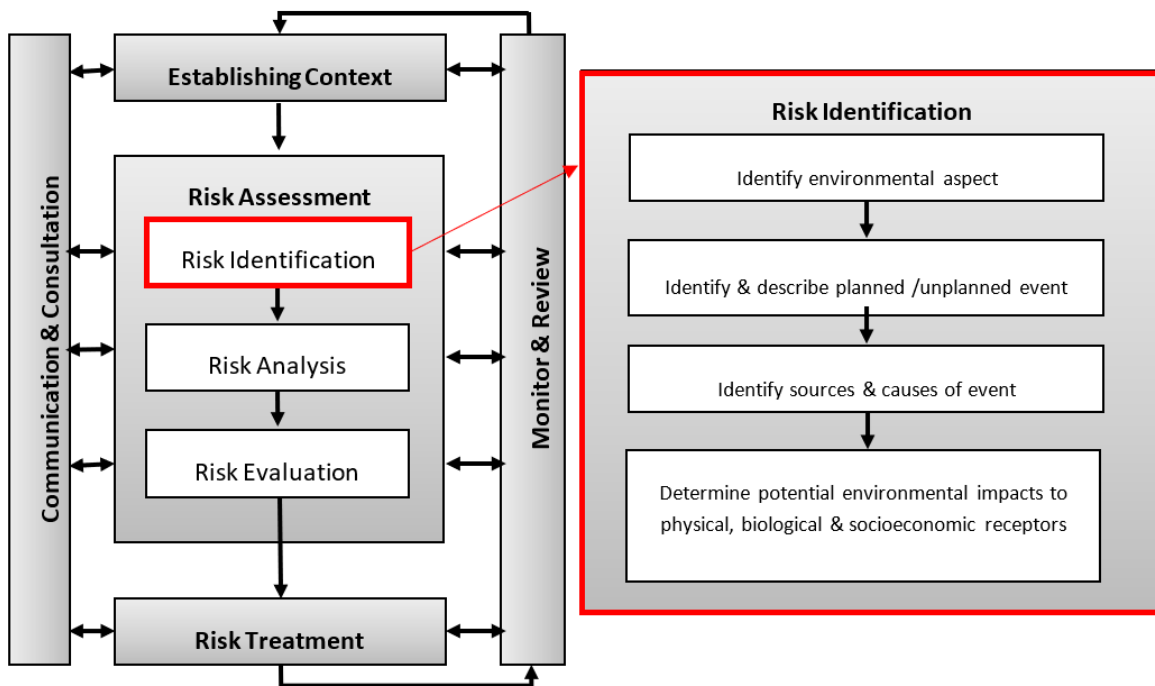 Establishing Context
Communication & Consultation
Risk Assessment
Risk Identification
Risk Analysis
Risk Evaluation
Risk Treatment
Monitor & Review
Risk Identification
Identify environmental aspect
Identify & describe planned /unplanned event
Identify sources & causes of event
Determine potential environmental impacts to
physical, biological & socioeconomic receptors